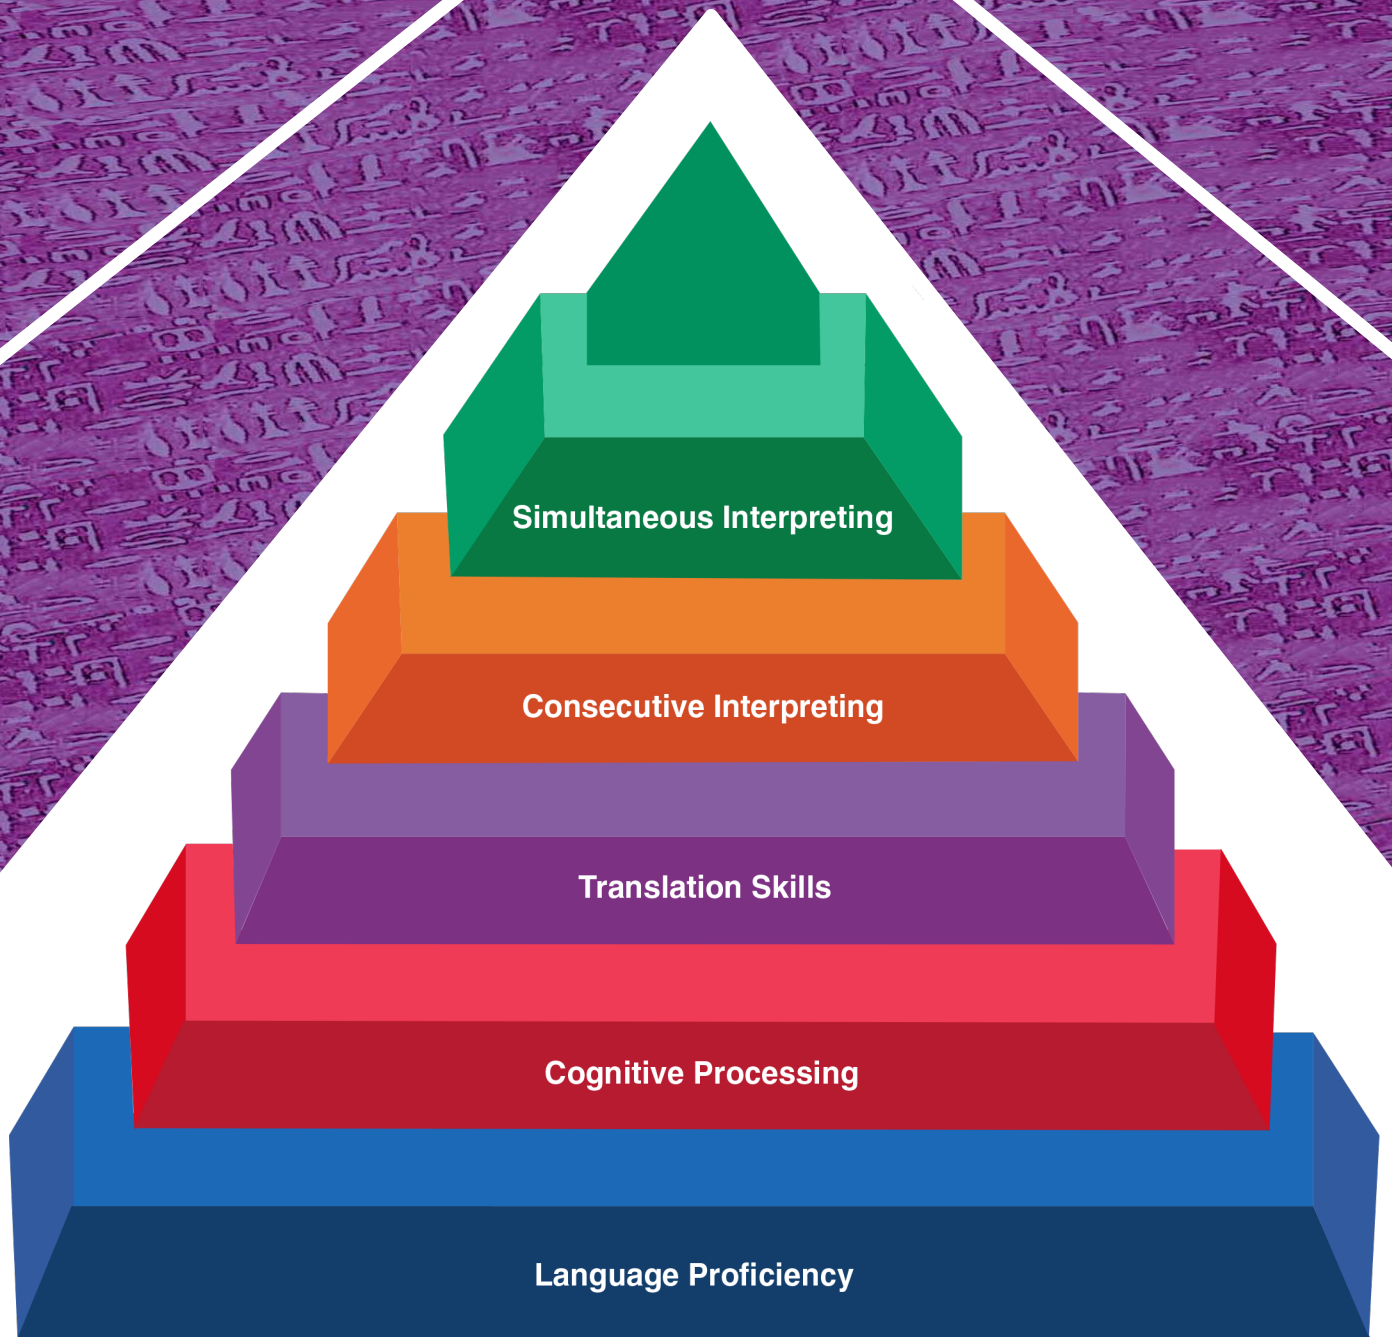 Simultaneous Interpreting
Consecutive Interpreting
Translation Skills
Cognitive Processing
Language Proficiency